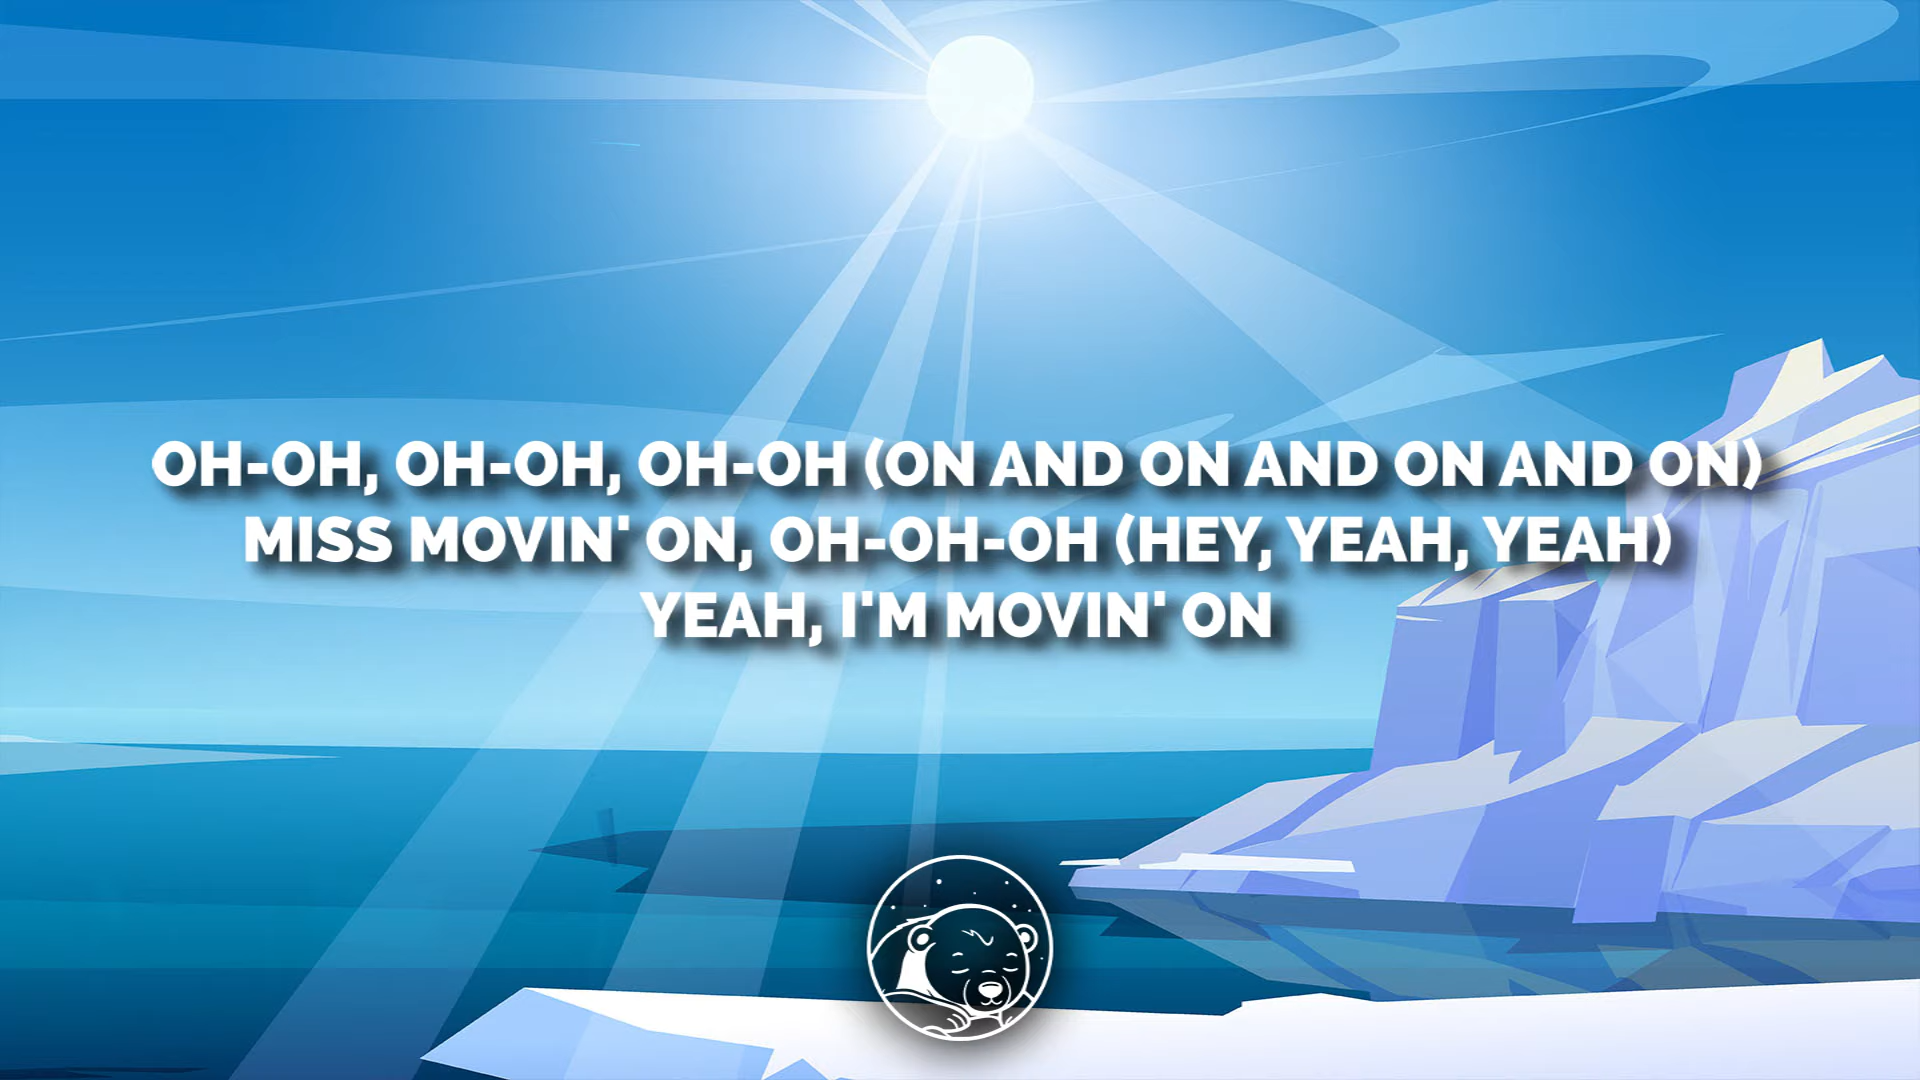 OH-OH, OH-OH, OH-OH (ON AND ON AND ON AND ON)
MISS MOVIN' ON, OH-OH-OH (HEY, YEAH, YEAH)
YEAH, I'M MOVIN' ON